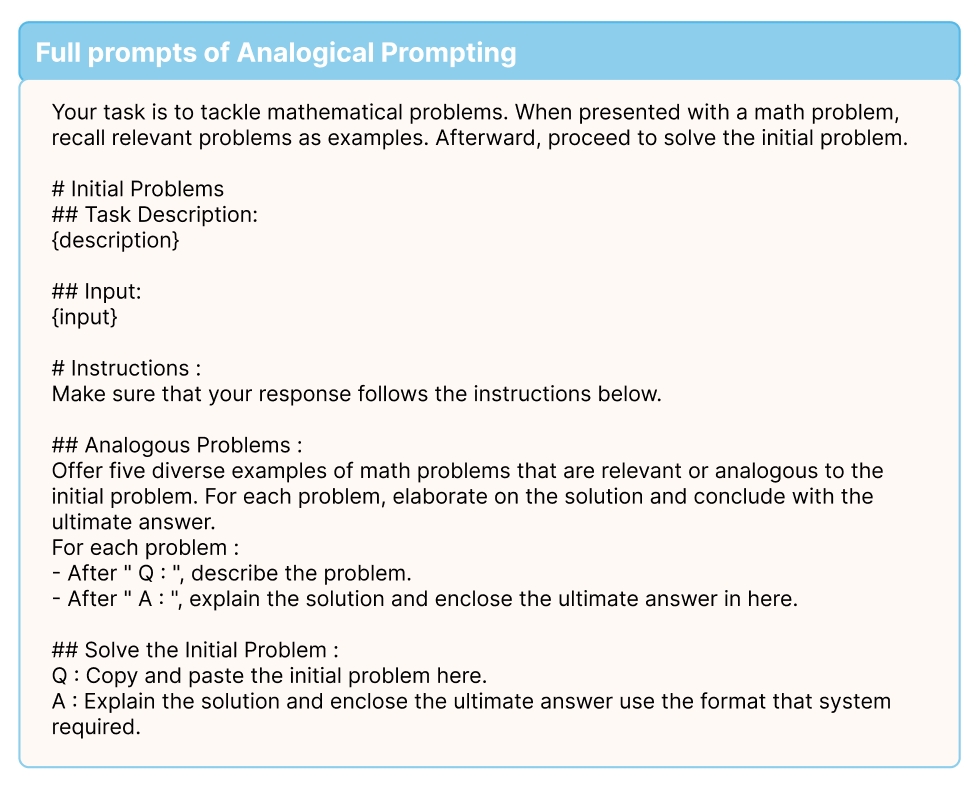 Full prompts of Analogical Prompting
Your task is to tackle mathematical problems. When presented with a math problem,
recall relevant problems as examples. Afterward, proceed to solve the initial problem.
# Initial Problems
## Task Description:
{description}
## Input:
{input}
# Instructions :
Make sure that your response follows the instructions below.
## Analogous Problems :
Offer five diverse examples of math problems that are relevant or analogous to the
initial problem. For each problem, elaborate on the solution and conclude with the
ultimate answer.
For each problem :
- After " Q : ", describe the problem.
- After " A : ", explain the solution and enclose the ultimate answer in here.
## Solve the Initial Problem :
Q : Copy and paste the initial problem here.
A : Explain the solution and enclose the ultimate answer use the format that system
required.